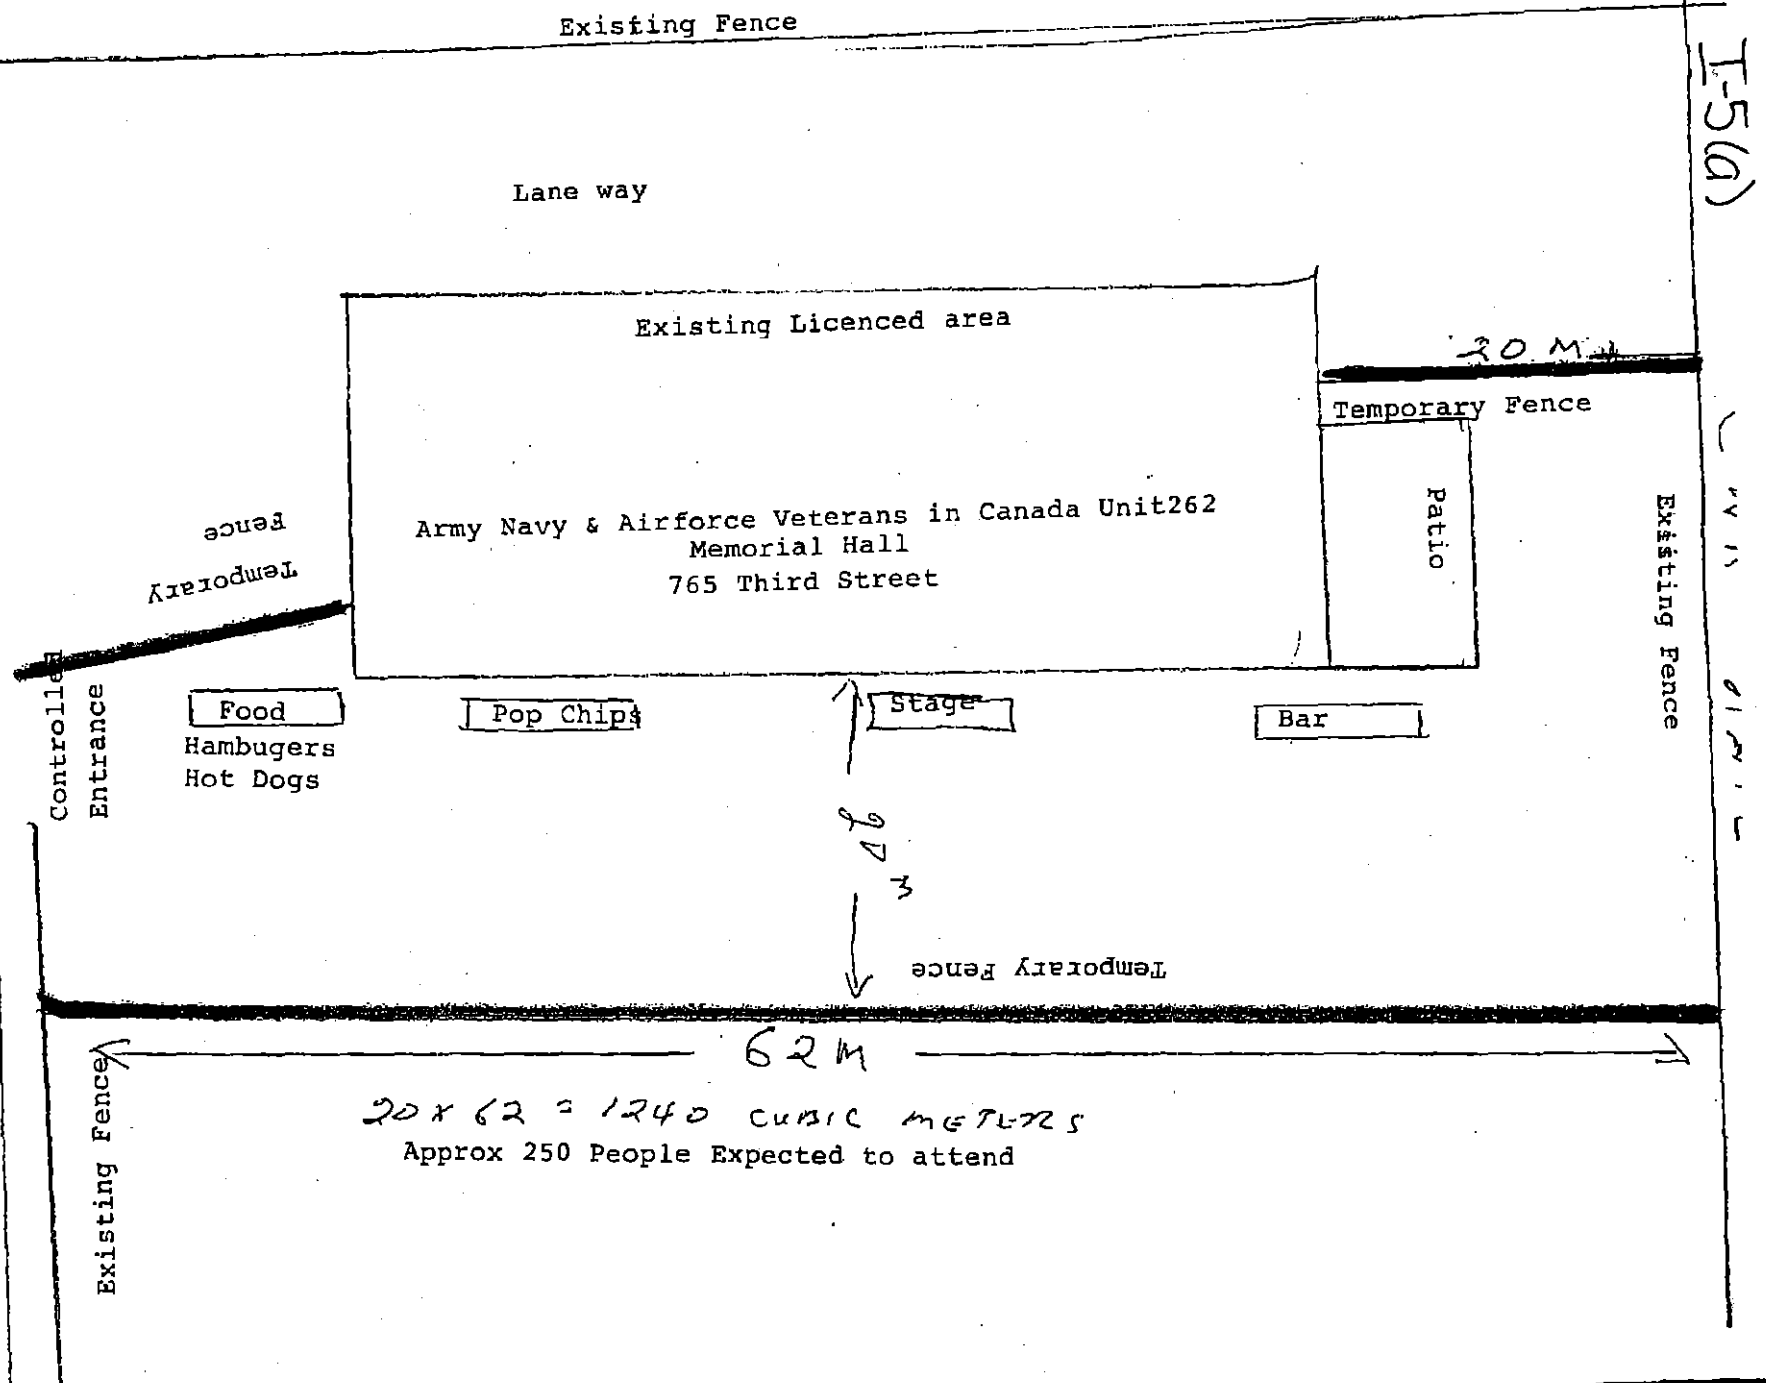 Existing Fence
I-5(a)
Lane way
Existing Licenced area
20 M
Temporary Fence
Army Navy & Airforce Veterans in Canada Unit262
Memorial Hall
765 Third Street
Patio
Existing Fence
Temporary
Fence
Controlled
Entrance
Food
Hambugers
Hot Dogs
Pop Chips
Stage
Bar
20 M
Temporary Fence
62 M
20 x 62 = 1240 CUBIC METERS
Approx 250 People Expected to attend
Existing Fence